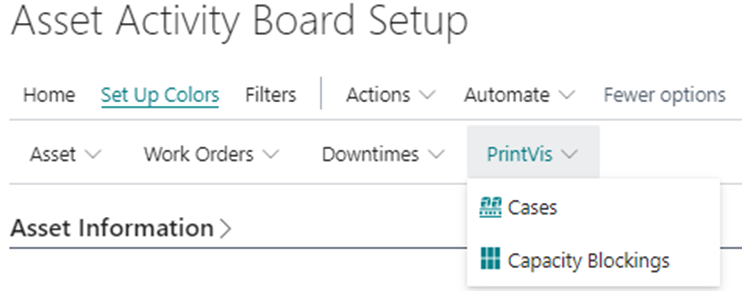 Asset Activity Board Setup
Home Set Up Colors Filters Actions Automate Fewer options
Asset Work Orders Downtimes PrintVis
Cases
Asset Information
Capacity Blockings